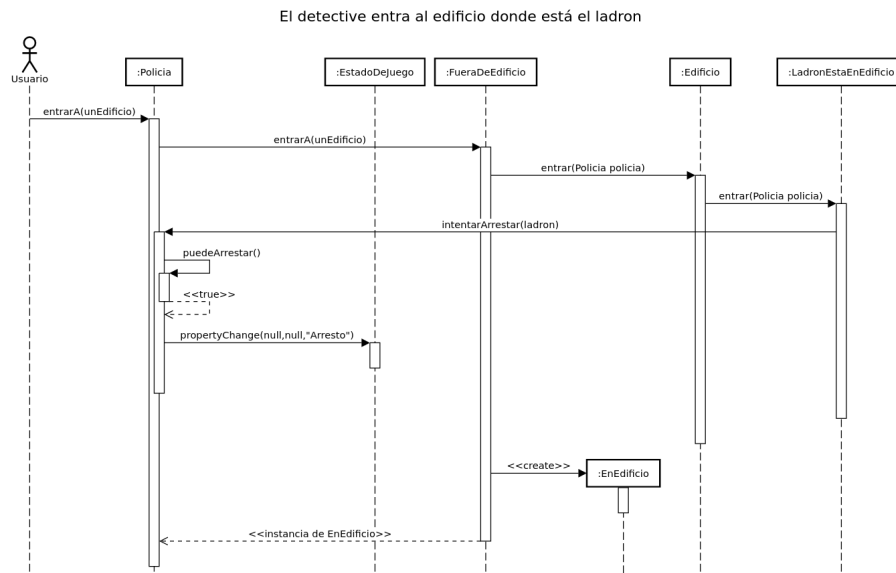 El detective entra al edificio donde está el ladron
Usuario
:Policia
:EstadoDeJuego
:FueraDeEdificio
:Edificio
:LadronEstaEnEdificio
entrarA(unEdificio)
entrarA(unEdificio)
entrar(Policia policia)
entrar(Policia policia)
intentarArrestar(ladron)
puedeArrestar()
<<true>>
propertyChange(null,null,"Arresto")
<<create>>
:EnEdificio
<<instancia de EnEdificio>>